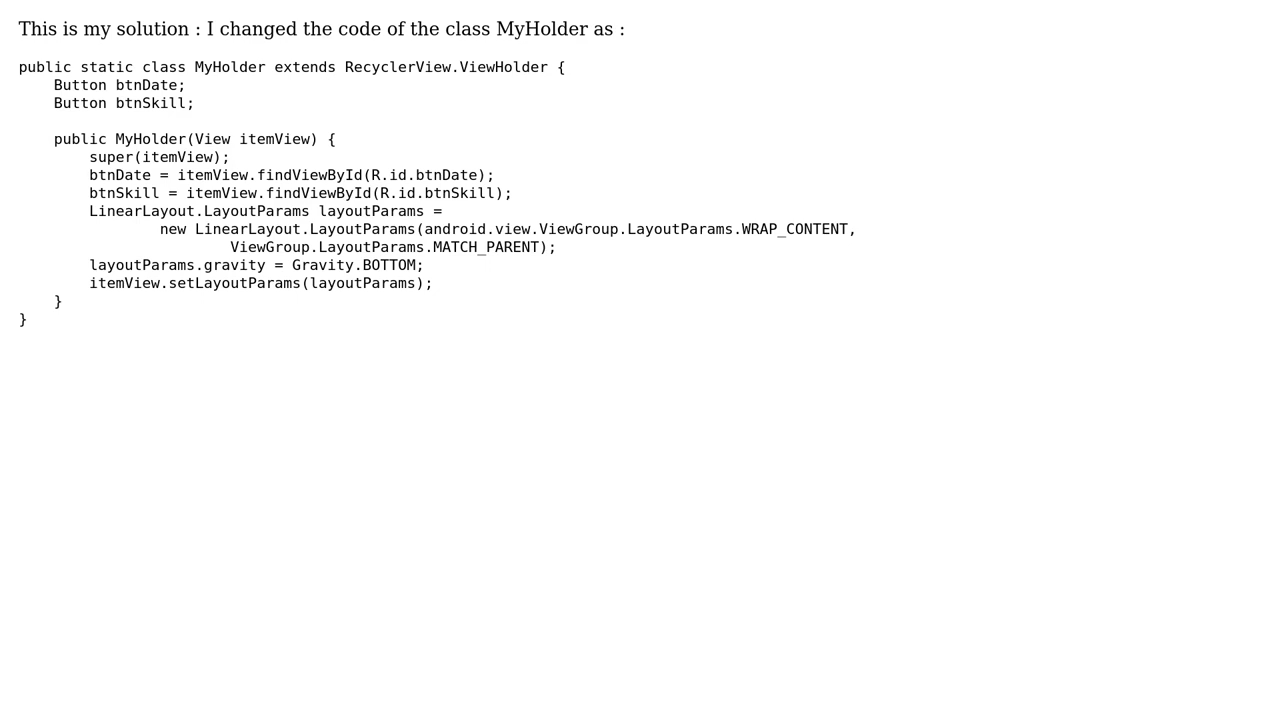 This is my solution : I changed the code of the class MyHolder as :
public static class MyHolder extends RecyclerView.ViewHolder {
    Button btnDate;
    Button btnSkill;

    public MyHolder(View itemView) {
        super(itemView);
        btnDate = itemView.findViewById(R.id.btnDate);
        btnSkill = itemView.findViewById(R.id.btnSkill);
        LinearLayout.LayoutParams layoutParams =
                new LinearLayout.LayoutParams(android.view.ViewGroup.LayoutParams.WRAP_CONTENT,
                        ViewGroup.LayoutParams.MATCH_PARENT);
        layoutParams.gravity = Gravity.BOTTOM;
        itemView.setLayoutParams(layoutParams);
    }
}